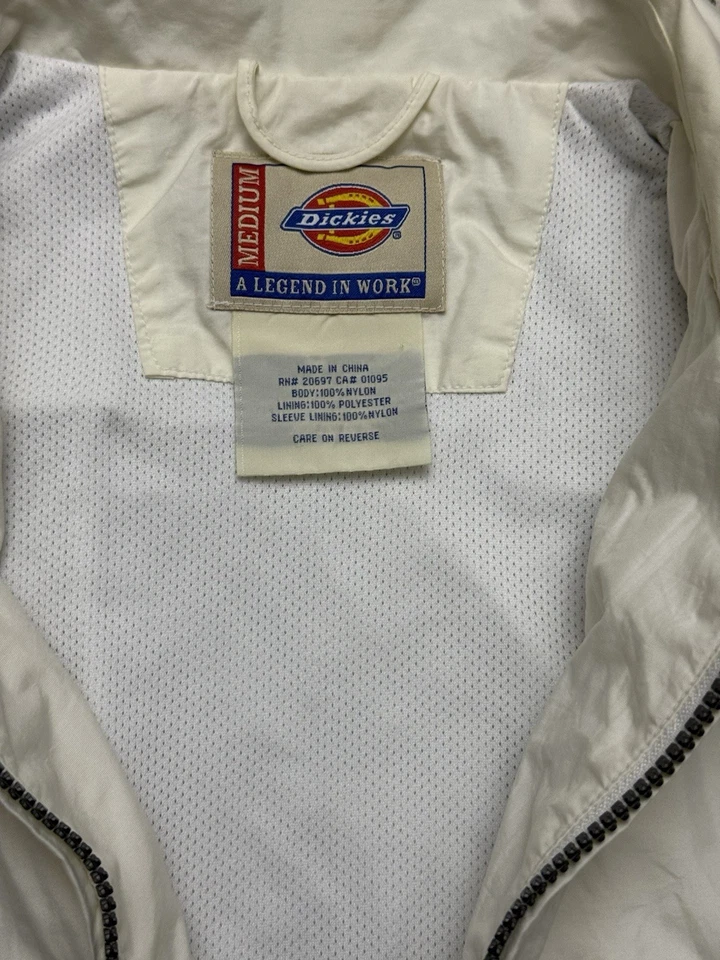 MEDIUM
Dickies®
A LEGEND IN WORK®
MADE IN CHINA
RN# 20697 CA# 01095
BODY:100%NYLON
LINING:100% POLYESTER
SLEEVE LINING:100%NYLON
CARE ON REVERSE